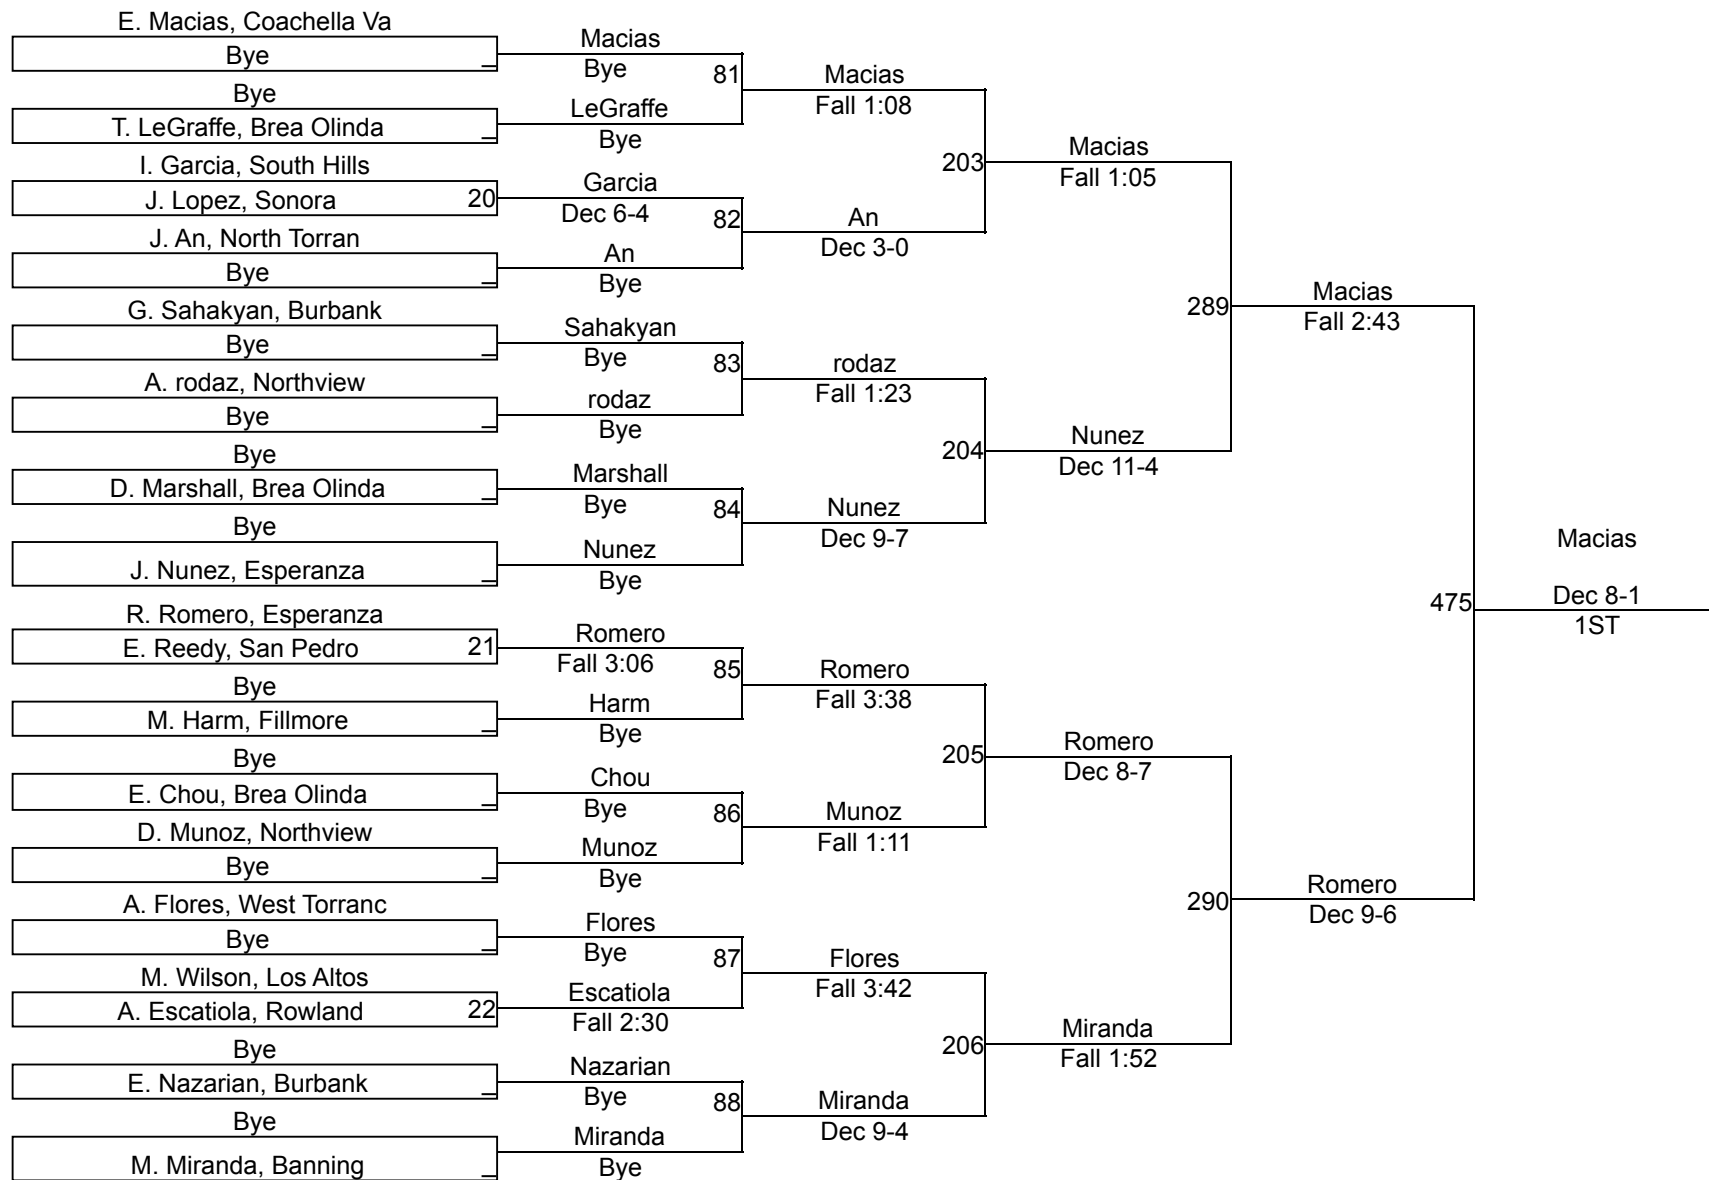 E. Macias, Coachella Va
Bye _
Bye
T. LeGraffe, Brea Olinda _
I. Garcia, South Hills
J. Lopez, Sonora 20
J. An, North Torran
Bye _
G. Sahakyan, Burbank
Bye _
A. rodaz, Northview
Bye _
Bye
D. Marshall, Brea Olinda _
Bye
J. Nunez, Esperanza _
R. Romero, Esperanza
E. Reedy, San Pedro 21
Bye
M. Harm, Fillmore _
Bye
E. Chou, Brea Olinda _
D. Munoz, Northview
Bye _
A. Flores, West Torranc
Bye _
M. Wilson, Los Altos
A. Escatiola, Rowland 22
Bye
E. Nazarian, Burbank _
Bye
M. Miranda, Banning _
Macias
Bye 81
LeGraffe
Bye
Garcia
Dec 6-4 82
An
Bye
Sahakyan
Bye 83
rodaz
Bye
Marshall
Bye 84
Nunez
Bye
Romero
Fall 3:06 85
Harm
Bye
Chou
Bye 86
Munoz
Bye
Flores
Bye 87
Escatiola
Fall 2:30
Nazarian
Bye 88
Miranda
Bye
Macias
Fall 1:08
203
An
Dec 3-0
rodaz
Fall 1:23
204
Nunez
Dec 9-7
Romero
Fall 3:38
205
Munoz
Fall 1:11
Flores
Fall 3:42
206
Miranda
Dec 9-4
Macias
Fall 1:05
289
Nunez
Dec 11-4
Romero
Dec 8-7
290
Miranda
Fall 1:52
Macias
Fall 2:43
475
Romero
Dec 9-6
Macias
Dec 8-1
1ST